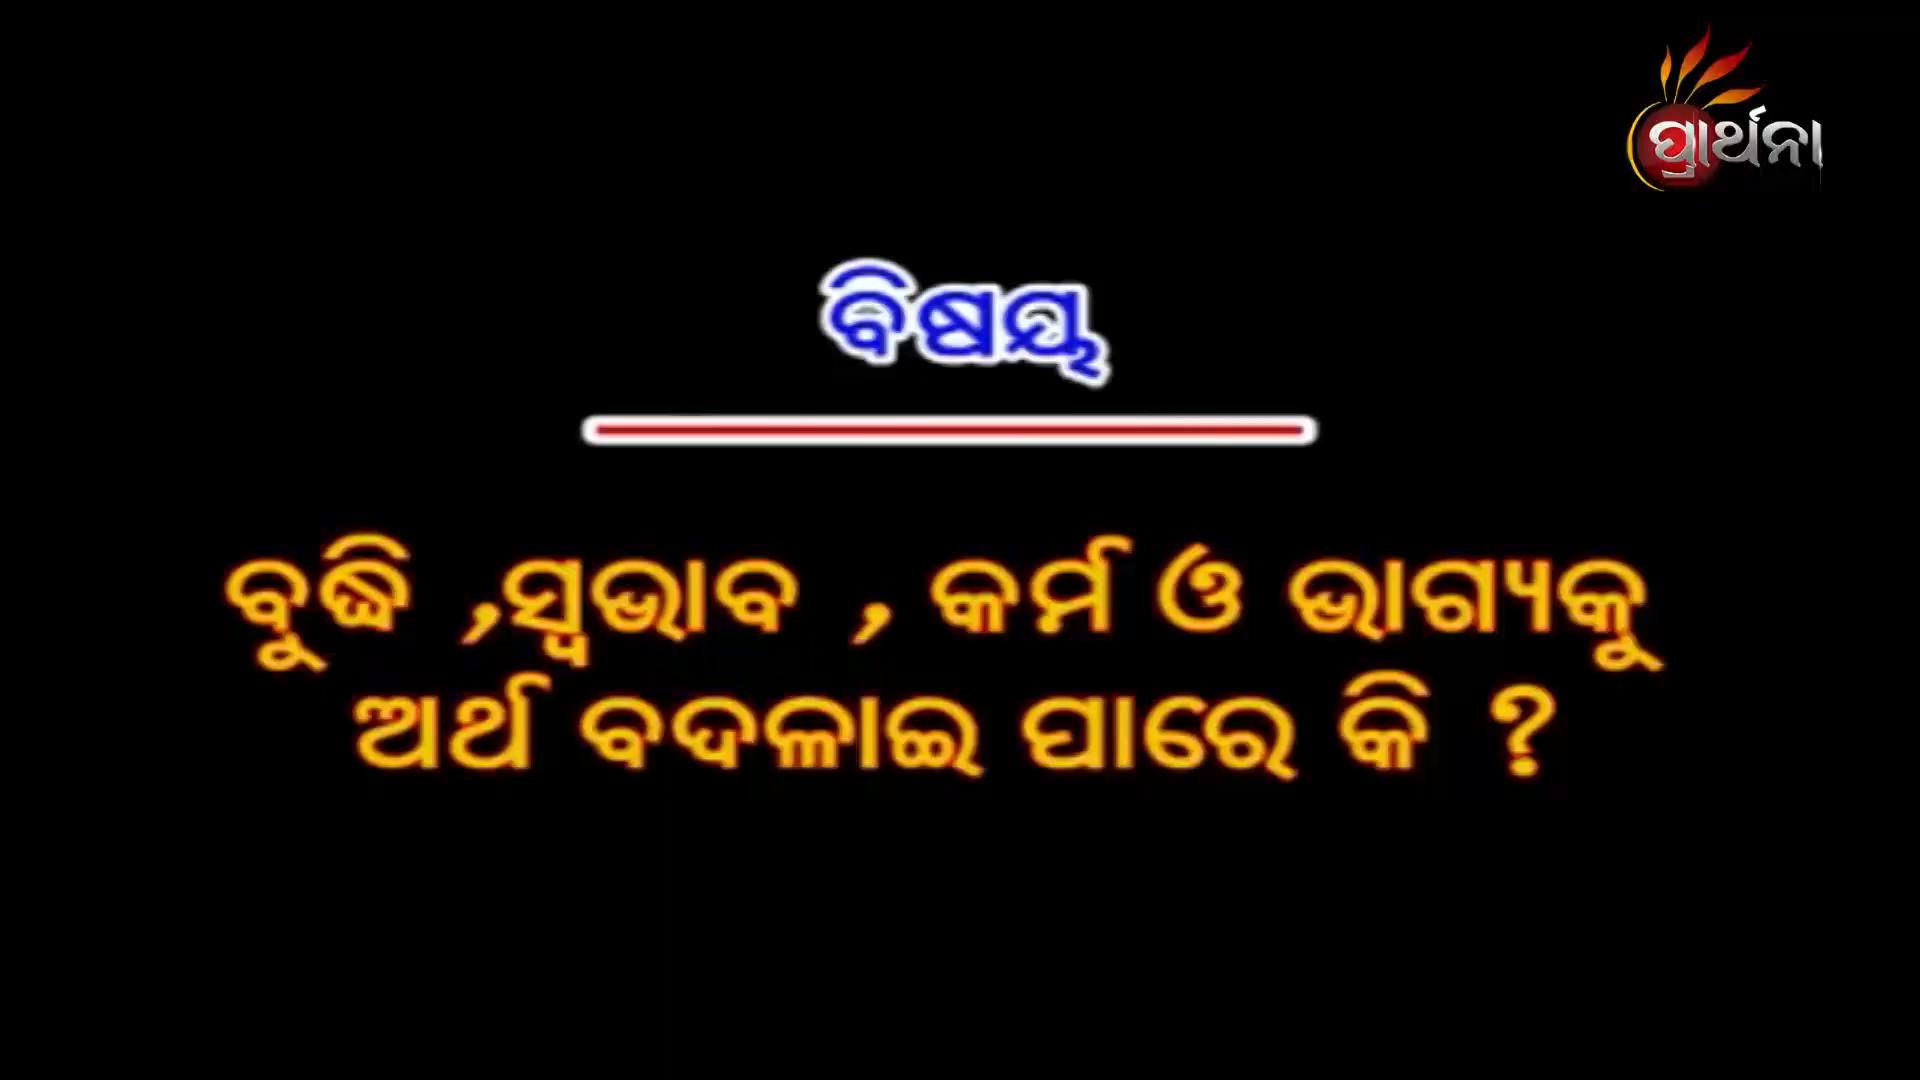 ପ୍ରାର୍ଥନା
ବିଷୟ
ବୁଦ୍ଧି ,ସ୍ୱଭାବ , କର୍ମ ଓ ଭାଗ୍ୟକୁ
ଅର୍ଥ ବଦଳାଇ ପାରେ କି ?